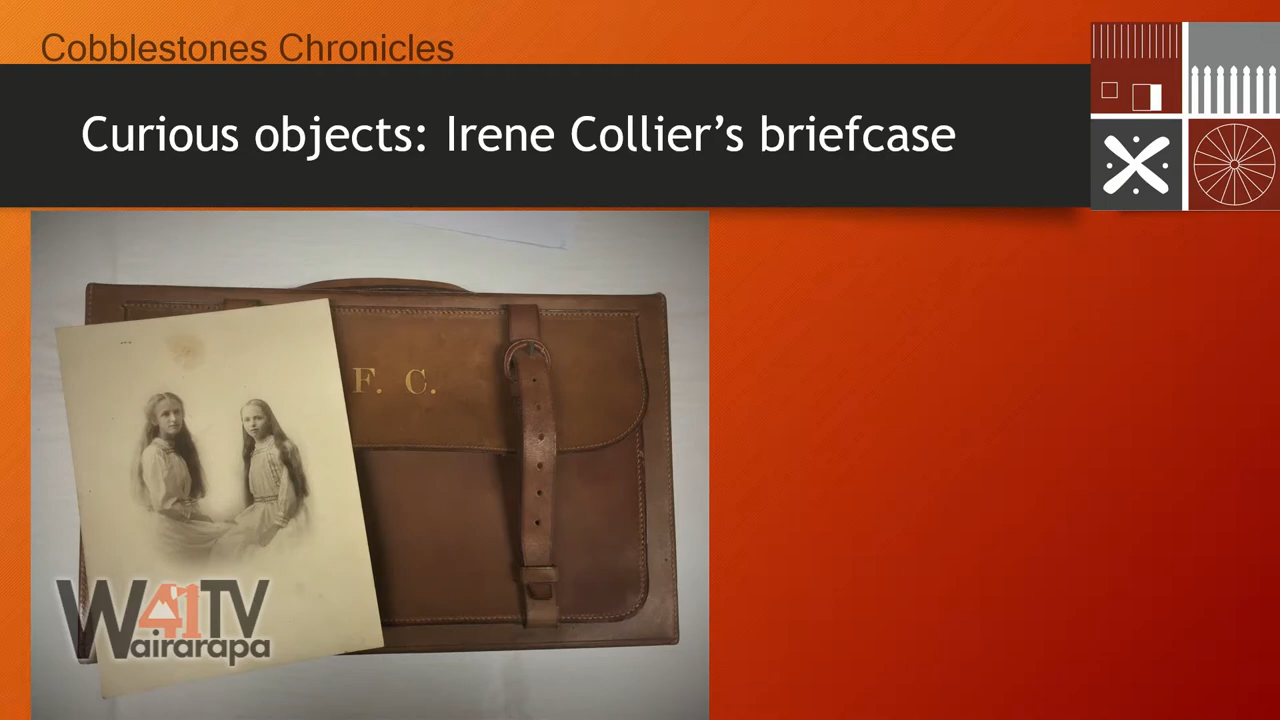 Cobblestones Chronicles
Curious objects: Irene Collier’s briefcase
F. C.
W41TV
Wairarapa